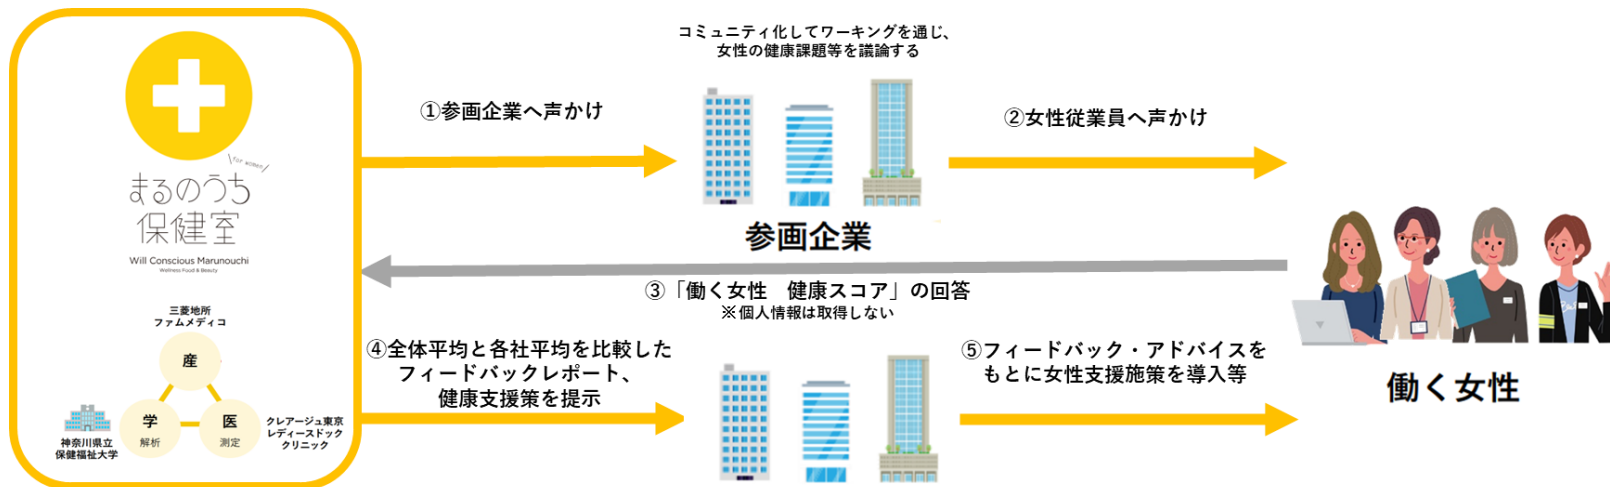 for women
まるのうち
保健室
Will Conscious Marunouchi
Wellness Food & Beauty
三菱地所
ファムメディコ
産
学
解析
医
測定
神奈川県立
保健福祉大学
クレアージュ東京
レディースドック
クリニック
①参画企業へ声かけ
コミュニティ化してワーキングを通じ、
女性の健康課題等を議論する
参画企業
②女性従業員へ声かけ
③「働く女性　健康スコア」の回答
※個人情報は取得しない
④全体平均と各社平均を比較した
フィードバックレポート、
健康支援策を提示
⑤フィードバック・アドバイスを
もとに女性支援施策を導入等
働く女性